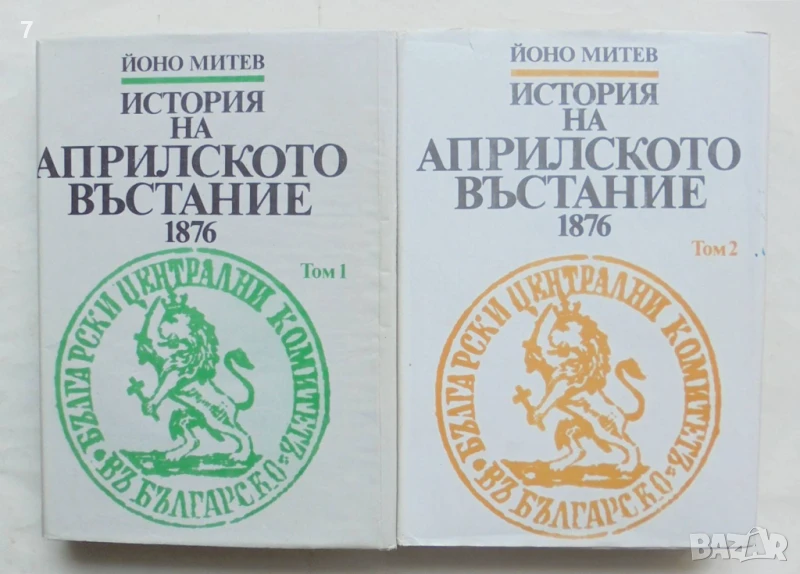 7
ЙОНО МИТЕВ
ИСТОРИЯ
НА
АПРИЛСКОТО
ВЪСТАНИЕ
1876
Том 1
БЪЛГАРСКИ ЦЕНТРАЛНИ КОМИТЕТЪ
ВЪ БЪЛГАРСКО
ЙОНО МИТЕВ
ИСТОРИЯ
НА
АПРИЛСКОТО
ВЪСТАНИЕ
1876
Том 2
БЪЛГАРСКИ ЦЕНТРАЛНИ КОМИТЕТЪ
ВЪ БЪЛГАРСКО
BAZAR